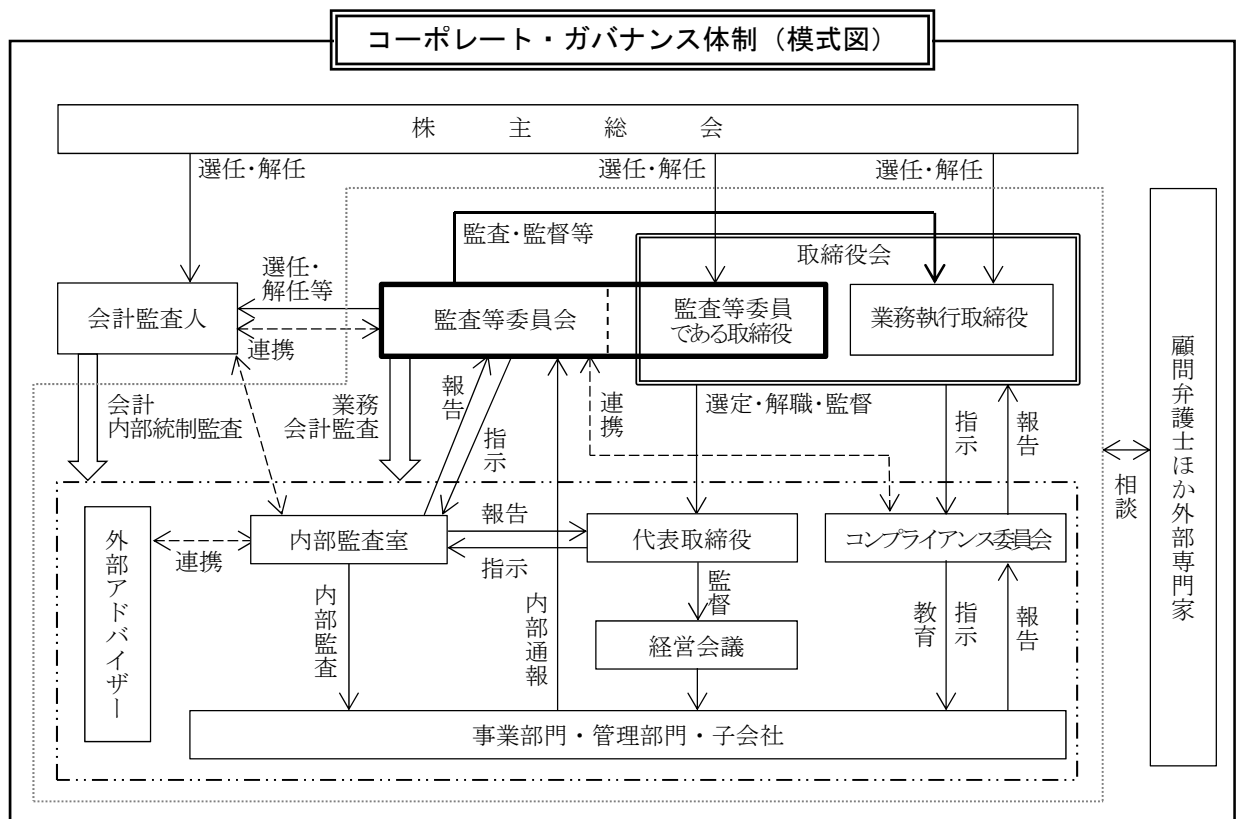 コーポレート・ガバナンス体制（模式図）
株主総会
選任・解任
選任・解任
選任・解任
監査・監督等
取締役会
選任・
解任等
会計監査人
監査等委員会
監査等委員
である取締役
業務執行取締役
連携
会計
内部統制監査
業務
会計監査
報告
指示
連携
選定・解職・監督
指示
報告
相談
顧問弁護士ほか外部専門家
外部アドバイザー
連携
内部監査室
報告
指示
代表取締役
コンプライアンス委員会
監督
内部監査
内部通報
経営会議
教育
指示
報告
事業部門・管理部門・子会社